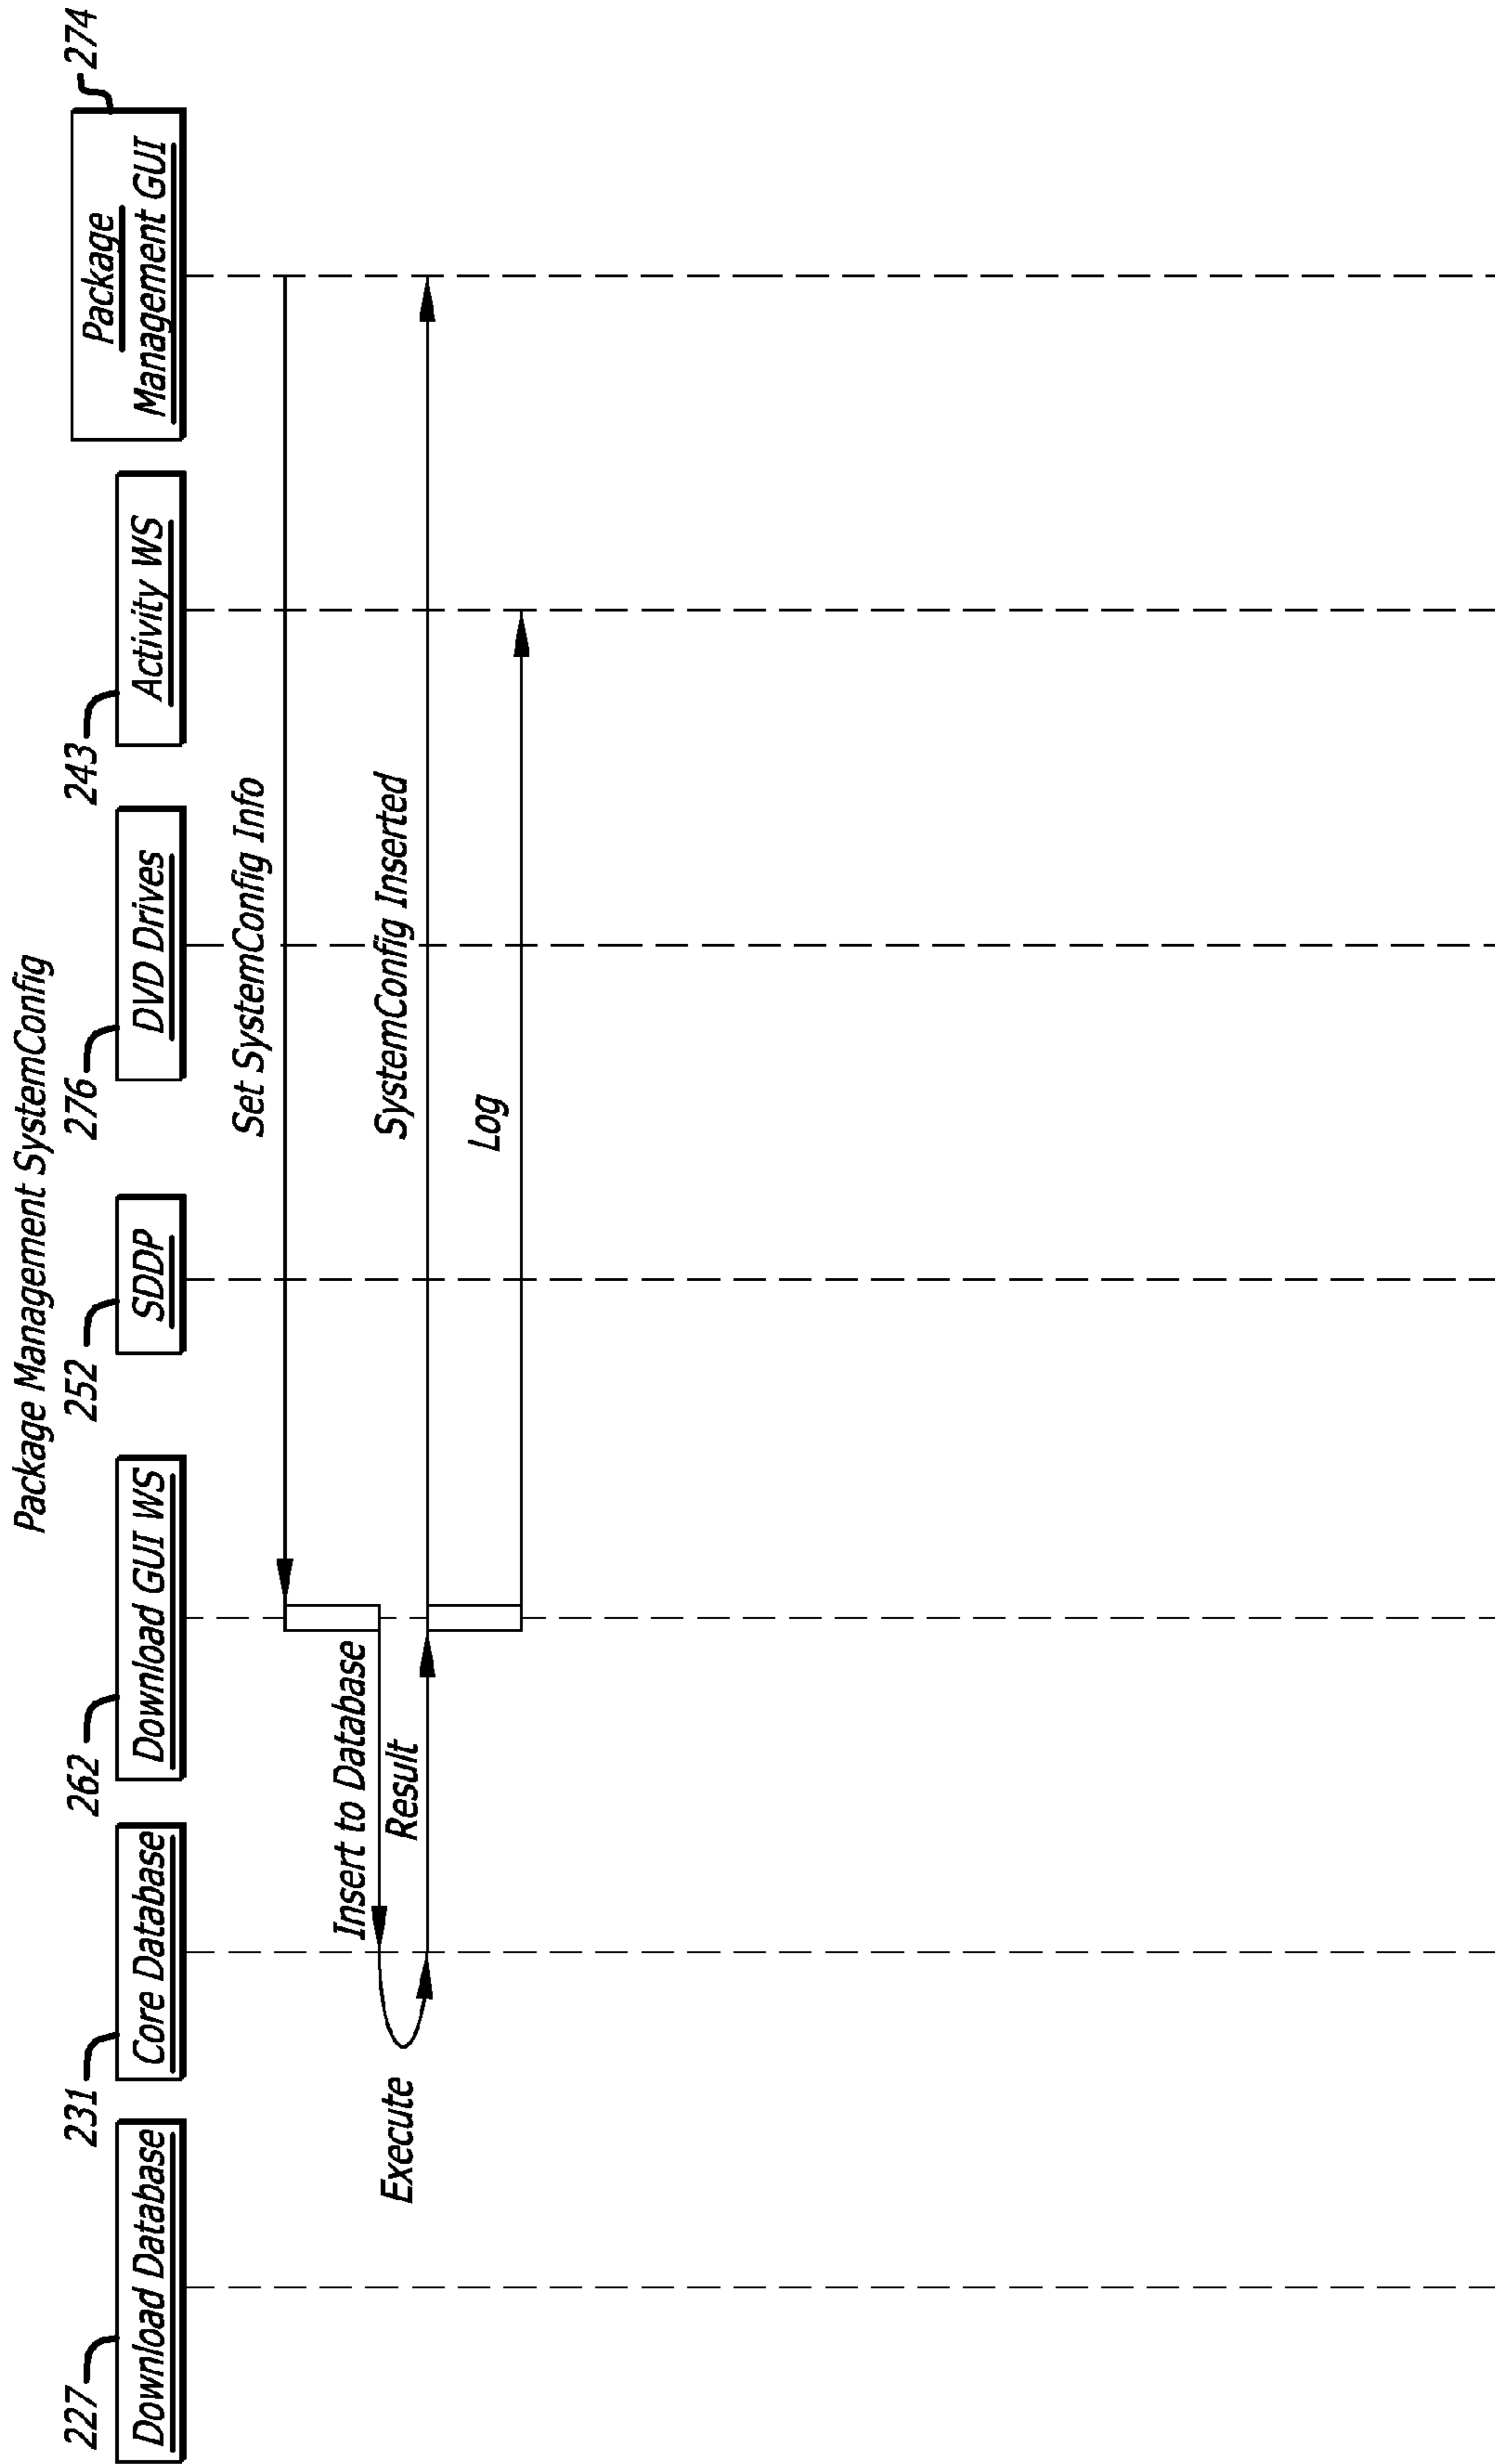 Package Management SystemConfig
227
231
262
252
276
243
274
Download Database
Core Database
Download GUI WS
SDDP
DVD Drives
Activity WS
Package
Management GUI
Set SystemConfig Info
Insert to Database
Execute
Result
SystemConfig Inserted
Log